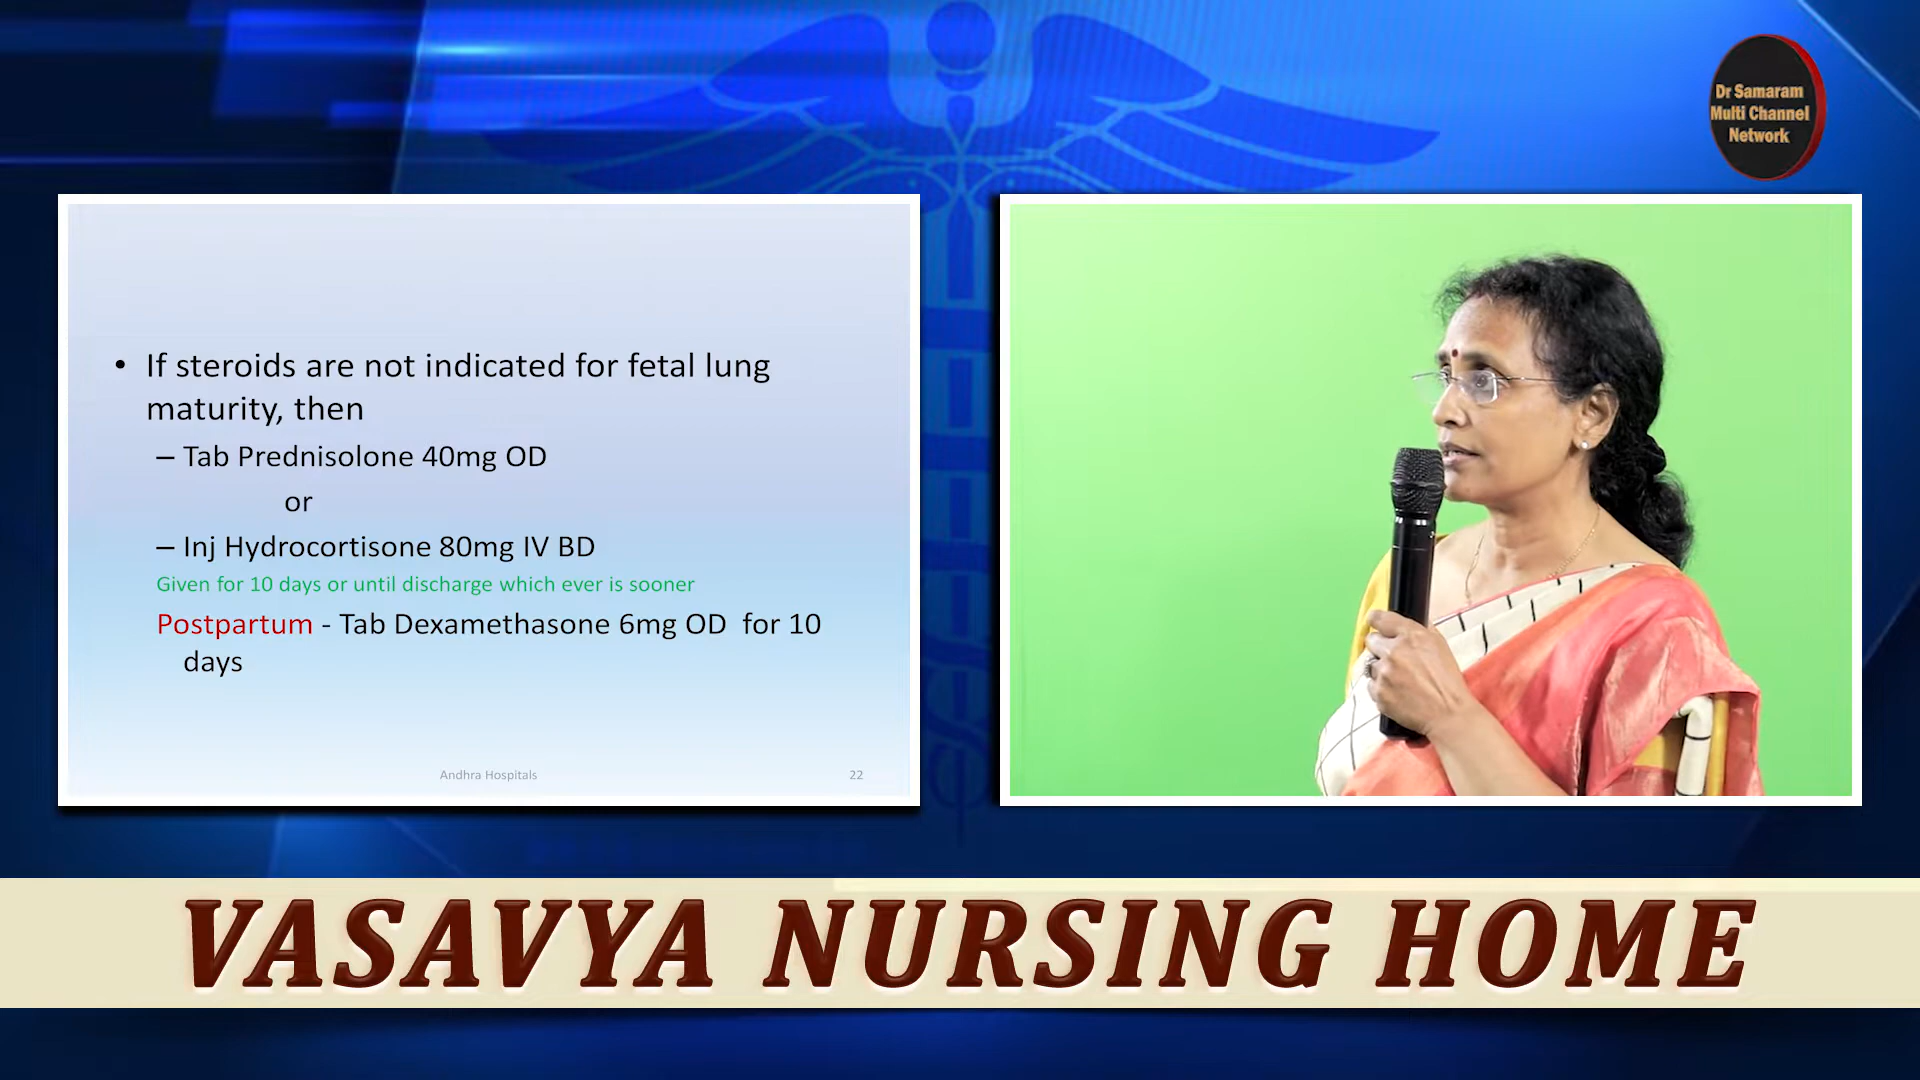 Dr Samaram
Multi Channel
Network
• If steroids are not indicated for fetal lung
maturity, then
– Tab Prednisolone 40mg OD
or
– Inj Hydrocortisone 80mg IV BD
Given for 10 days or until discharge which ever is sooner
Postpartum - Tab Dexamethasone 6mg OD for 10
days
Andhra Hospitals 22
VASAVYA NURSING HOME